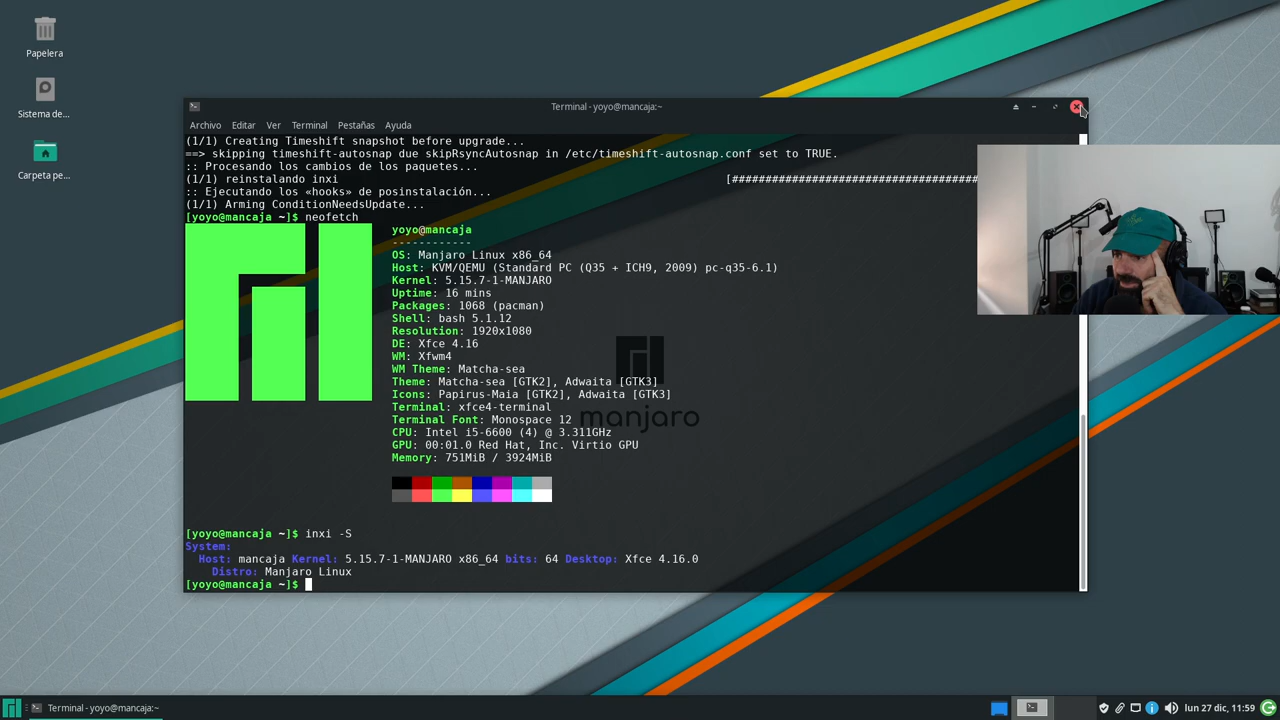 Papelera
Sistema de...
Carpeta pe...
Terminal - yoyo@mancaja:~
Archivo Editar Ver Terminal Pestañas Ayuda
(1/1) Creating Timeshift snapshot before upgrade...
==> skipping timeshift-autosnap due skipRsyncAutosnap in /etc/timeshift-autosnap.conf set to TRUE.
:: Procesando los cambios de los paquetes...
(1/1) reinstalando inxi [#####################################
:: Ejecutando los «hooks» de posinstalación...
(1/1) Arming ConditionNeedsUpdate...
[yoyo@mancaja ~]$ neofetch
yoyo@mancaja
------------
OS: Manjaro Linux x86_64
Host: KVM/QEMU (Standard PC (Q35 + ICH9, 2009) pc-q35-6.1)
Kernel: 5.15.7-1-MANJARO
Uptime: 16 mins
Packages: 1068 (pacman)
Shell: bash 5.1.12
Resolution: 1920x1080
DE: Xfce 4.16
WM: Xfwm4
WM Theme: Matcha-sea
Theme: Matcha-sea [GTK2], Adwaita [GTK3]
Icons: Papirus-Maia [GTK2], Adwaita [GTK3]
Terminal: xfce4-terminal
Terminal Font: Monospace 12
CPU: Intel i5-6600 (4) @ 3.311GHz
GPU: 00:01.0 Red Hat, Inc. Virtio GPU
Memory: 751MiB / 3924MiB
manjaro
[yoyo@mancaja ~]$ inxi -S
System:
Host: mancaja Kernel: 5.15.7-1-MANJARO x86_64 bits: 64 Desktop: Xfce 4.16.0
Distro: Manjaro Linux
[yoyo@mancaja ~]$
Terminal - yoyo@mancaja:~
lun 27 dic, 11:59